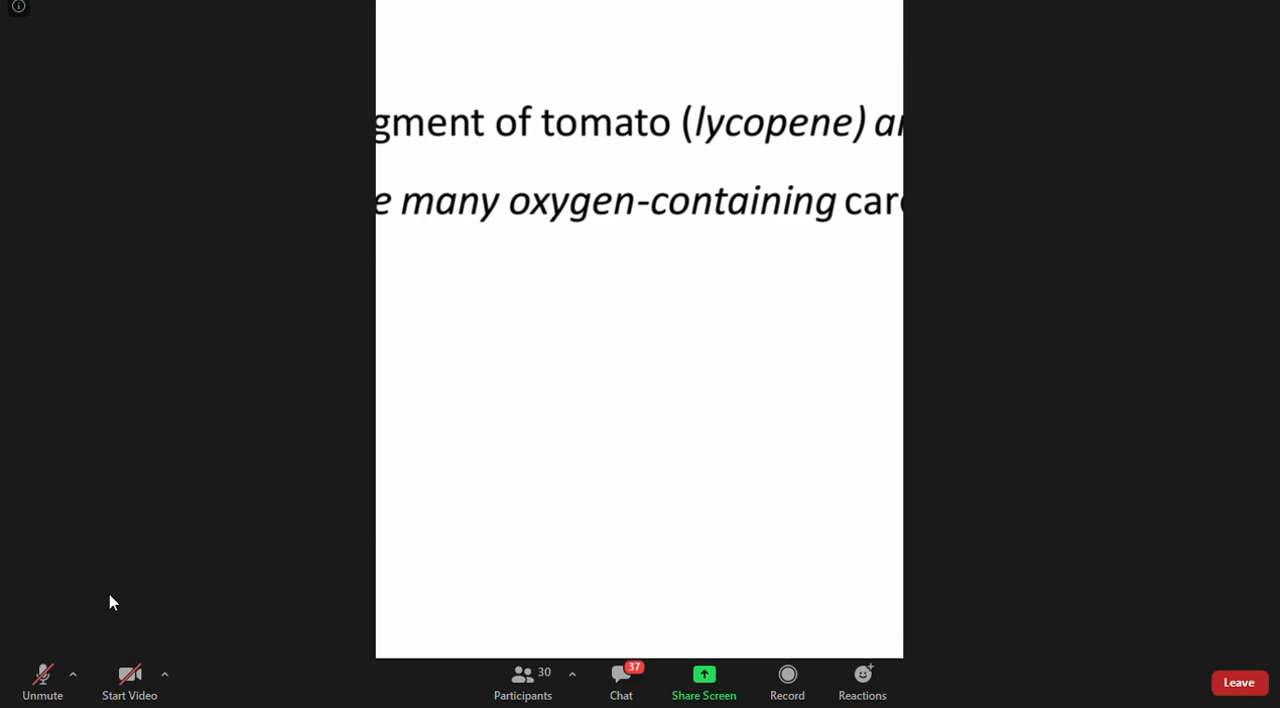 gment of tomato (lycopene) a
e many oxygen-containing car
37
30
Unmute
Start Video
Participants
Chat
Share Screen
Record
Reactions
Leave